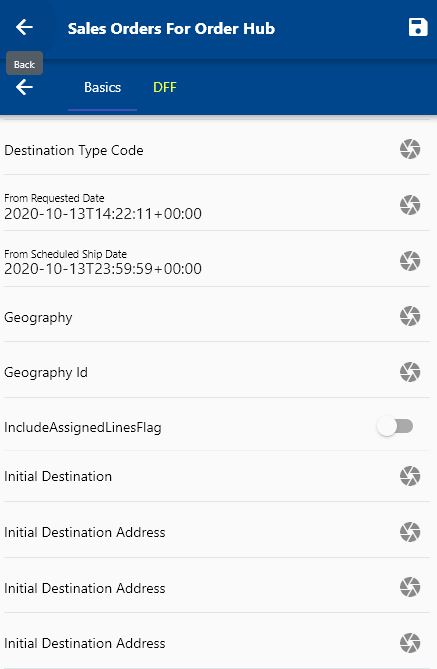 Sales Orders For Order Hub
Back
Basics DFF
Destination Type Code
From Requested Date
2020-10-13T14:22:11+00:00
From Scheduled Ship Date
2020-10-13T23:59:59+00:00
Geography
Geography Id
IncludeAssignedLinesFlag
Initial Destination
Initial Destination Address
Initial Destination Address
Initial Destination Address